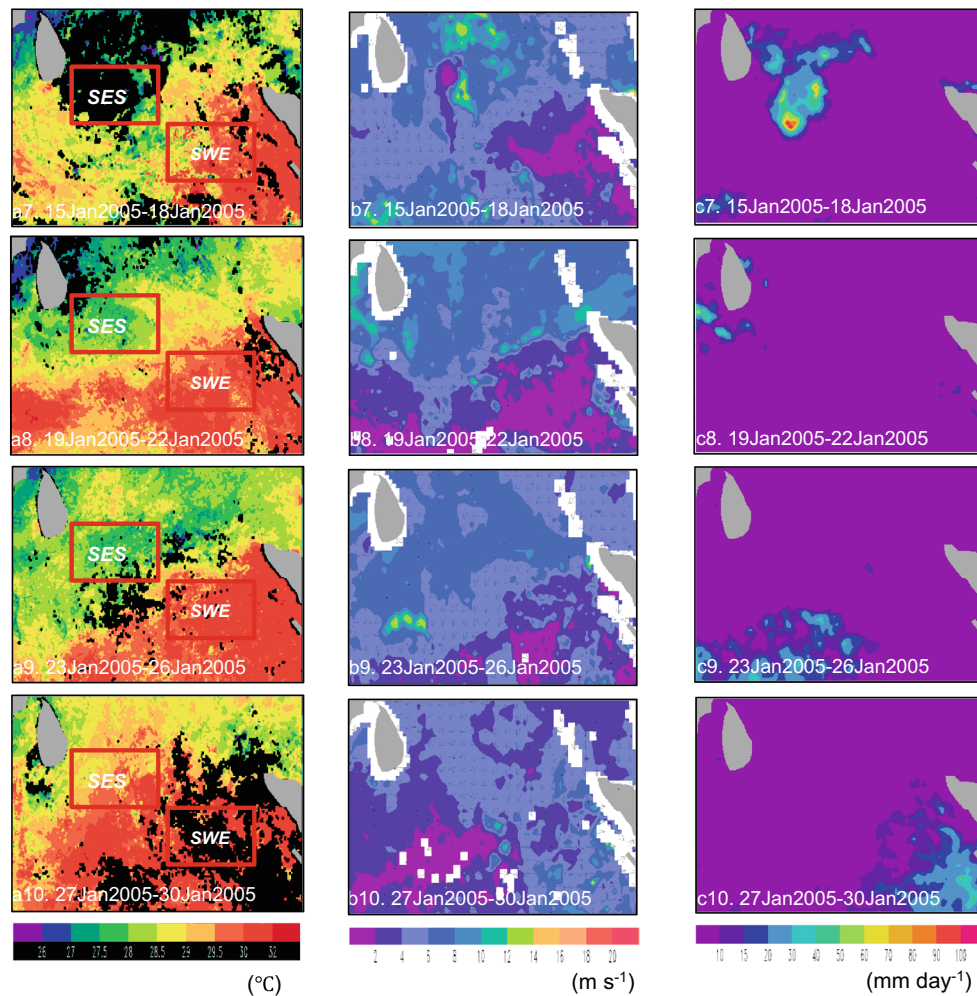 SES
SWE
a7. 15Jan2005-18Jan2005
b7. 15Jan2005-18Jan2005
c7. 15Jan2005-18Jan2005
SES
SWE
a8. 19Jan2005-22Jan2005
b8. 19Jan2005-22Jan2005
c8. 19Jan2005-22Jan2005
SES
SWE
a9. 23Jan2005-26Jan2005
b9. 23Jan2005-26Jan2005
c9. 23Jan2005-26Jan2005
SES
SWE
a10. 27Jan2005-30Jan2005
b10. 27Jan2005-30Jan2005
c10. 27Jan2005-30Jan2005
26 27 27.5 28 28.5 29 29.5 30 32
2 4 6 8 10 12 14 16 18 20
10 15 20 30 40 50 60 70 80 90 100
(℃)
(m s⁻¹)
(mm day⁻¹)